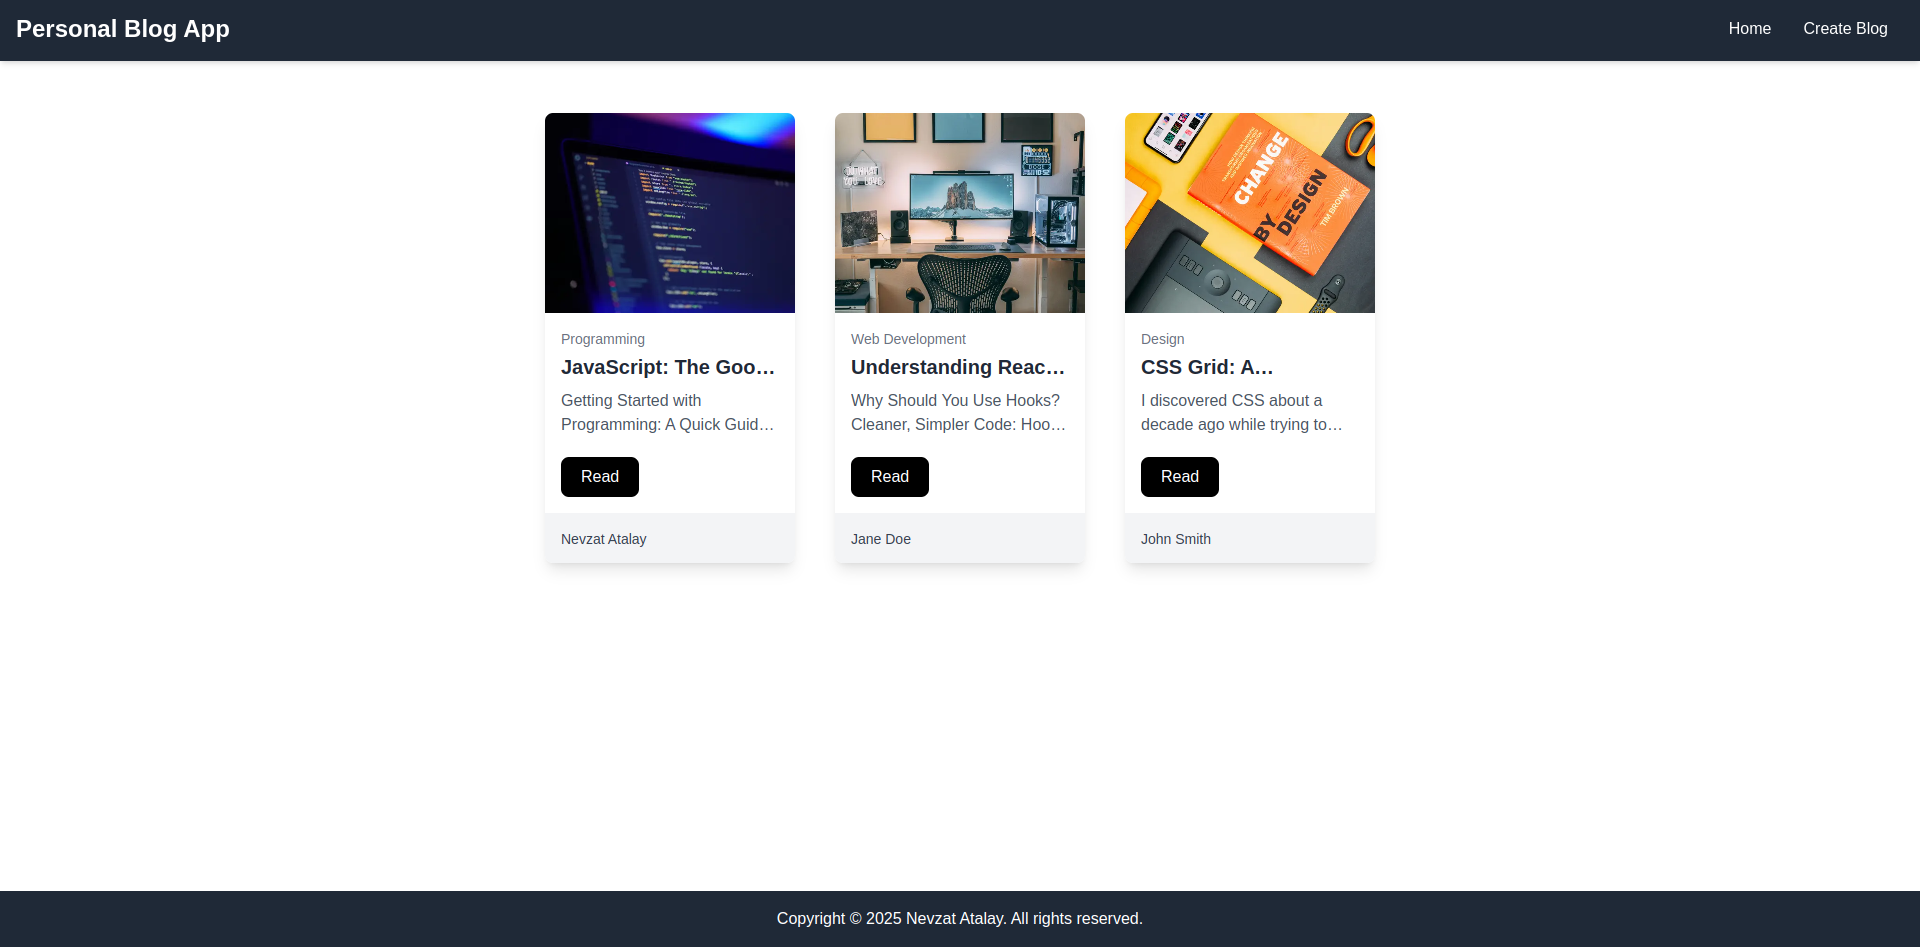 Personal Blog App
Home
Create Blog
CHANGE
BY
DESIGN
TIM BROWN
Programming
JavaScript: The Goo…
Getting Started with
Programming: A Quick Guid…
Read
Nevzat Atalay
Web Development
Understanding Reac…
Why Should You Use Hooks?
Cleaner, Simpler Code: Hoo…
Read
Jane Doe
Design
CSS Grid: A…
I discovered CSS about a
decade ago while trying to…
Read
John Smith
Copyright © 2025 Nevzat Atalay. All rights reserved.